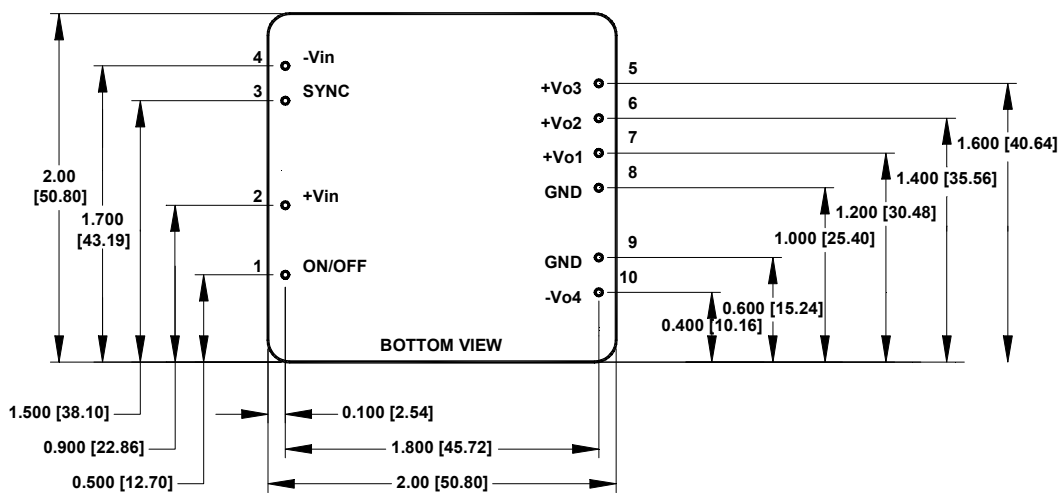 4 -Vin
3 SYNC
2 +Vin
1 ON/OFF
5
+Vo3
6
+Vo2
7
+Vo1
8
GND
9
GND
10
-Vo4
BOTTOM VIEW
2.00
[50.80]
1.700
[43.19]
1.600 [40.64]
1.400 [35.56]
1.200 [30.48]
1.000 [25.40]
0.600 [15.24]
0.400 [10.16]
1.500 [38.10]
0.900 [22.86]
0.500 [12.70]
0.100 [2.54]
1.800 [45.72]
2.00 [50.80]